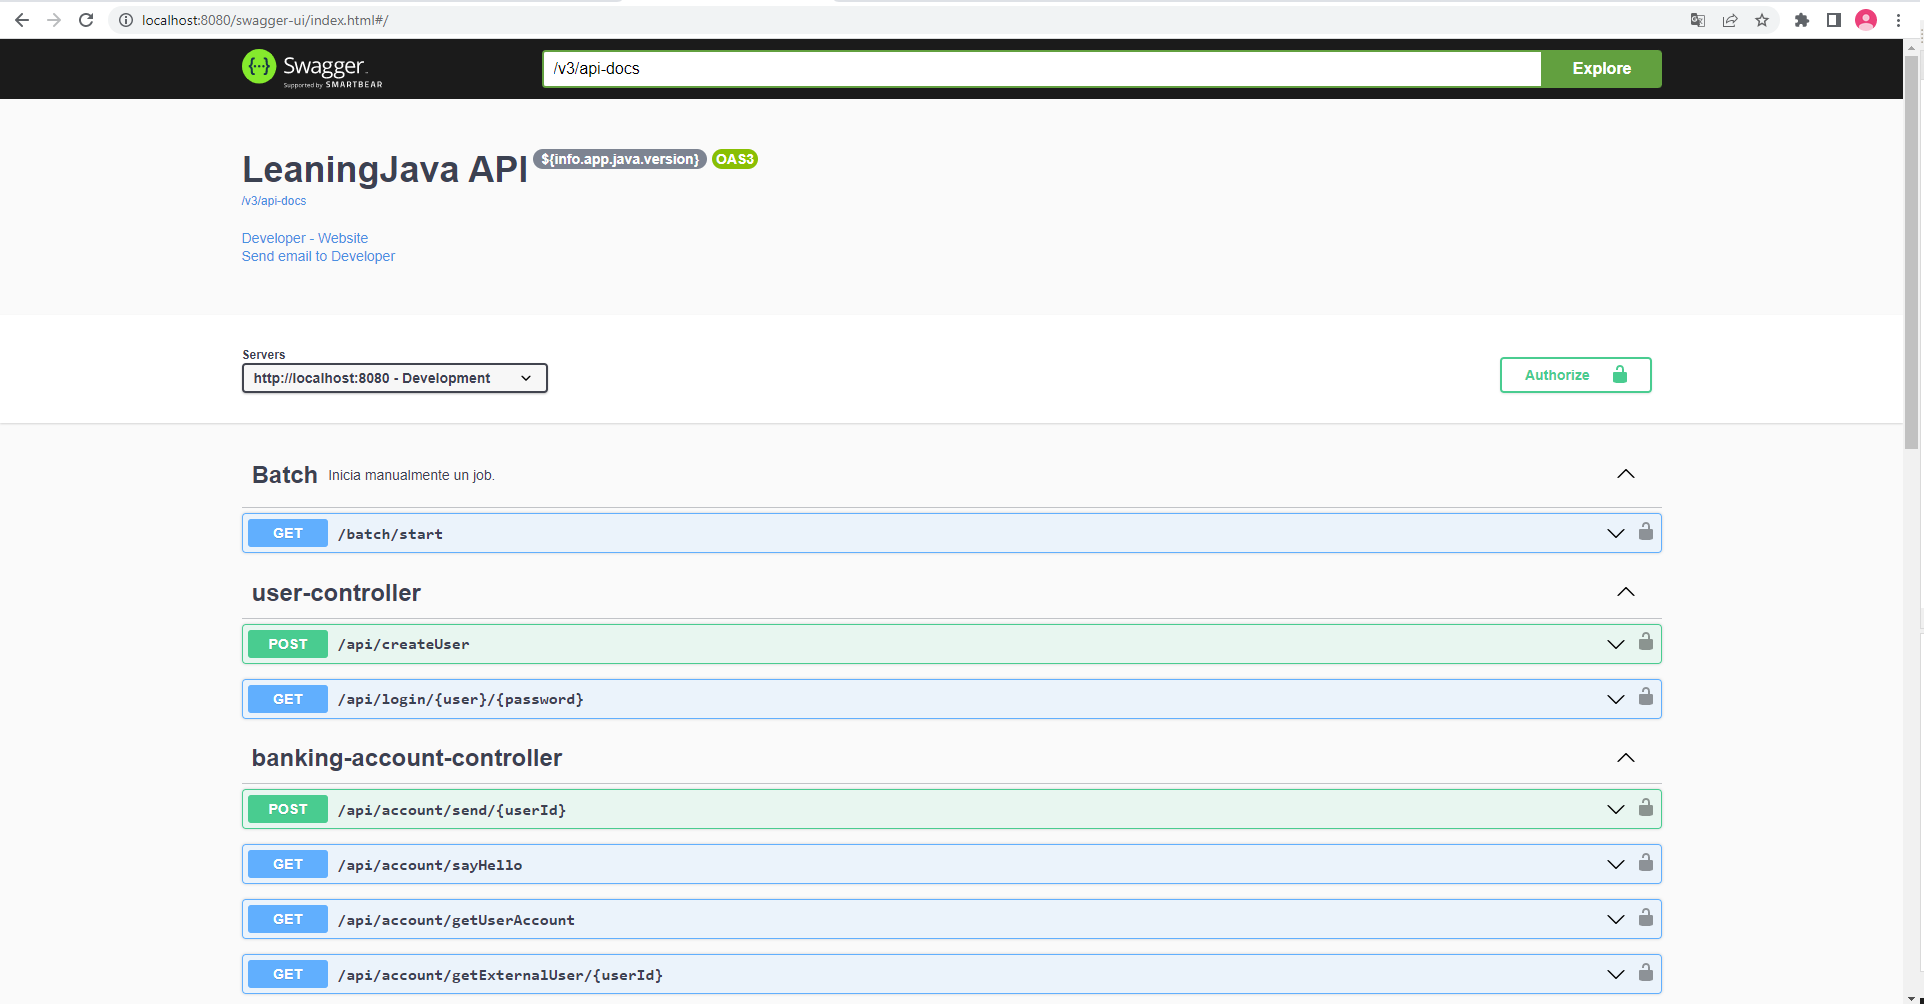 localhost:8080/swagger-ui/index.html#/
Swagger
Supported by SMARTBEAR
/v3/api-docs
Explore
LeaningJava API ${info.app.java.version} OAS3
/v3/api-docs
Developer - Website
Send email to Developer
Servers
http://localhost:8080 - Development
Authorize
Batch Inicia manualmente un job.
GET /batch/start
user-controller
POST /api/createUser
GET /api/login/{user}/{password}
banking-account-controller
POST /api/account/send/{userId}
GET /api/account/sayHello
GET /api/account/getUserAccount
GET /api/account/getExternalUser/{userId}